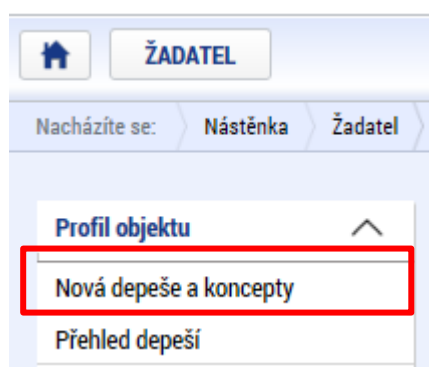 ŽADATEL
Nacházíte se: Nástěnka Žadatel
Profil objektu
Nová depeše a koncepty
Přehled depeší